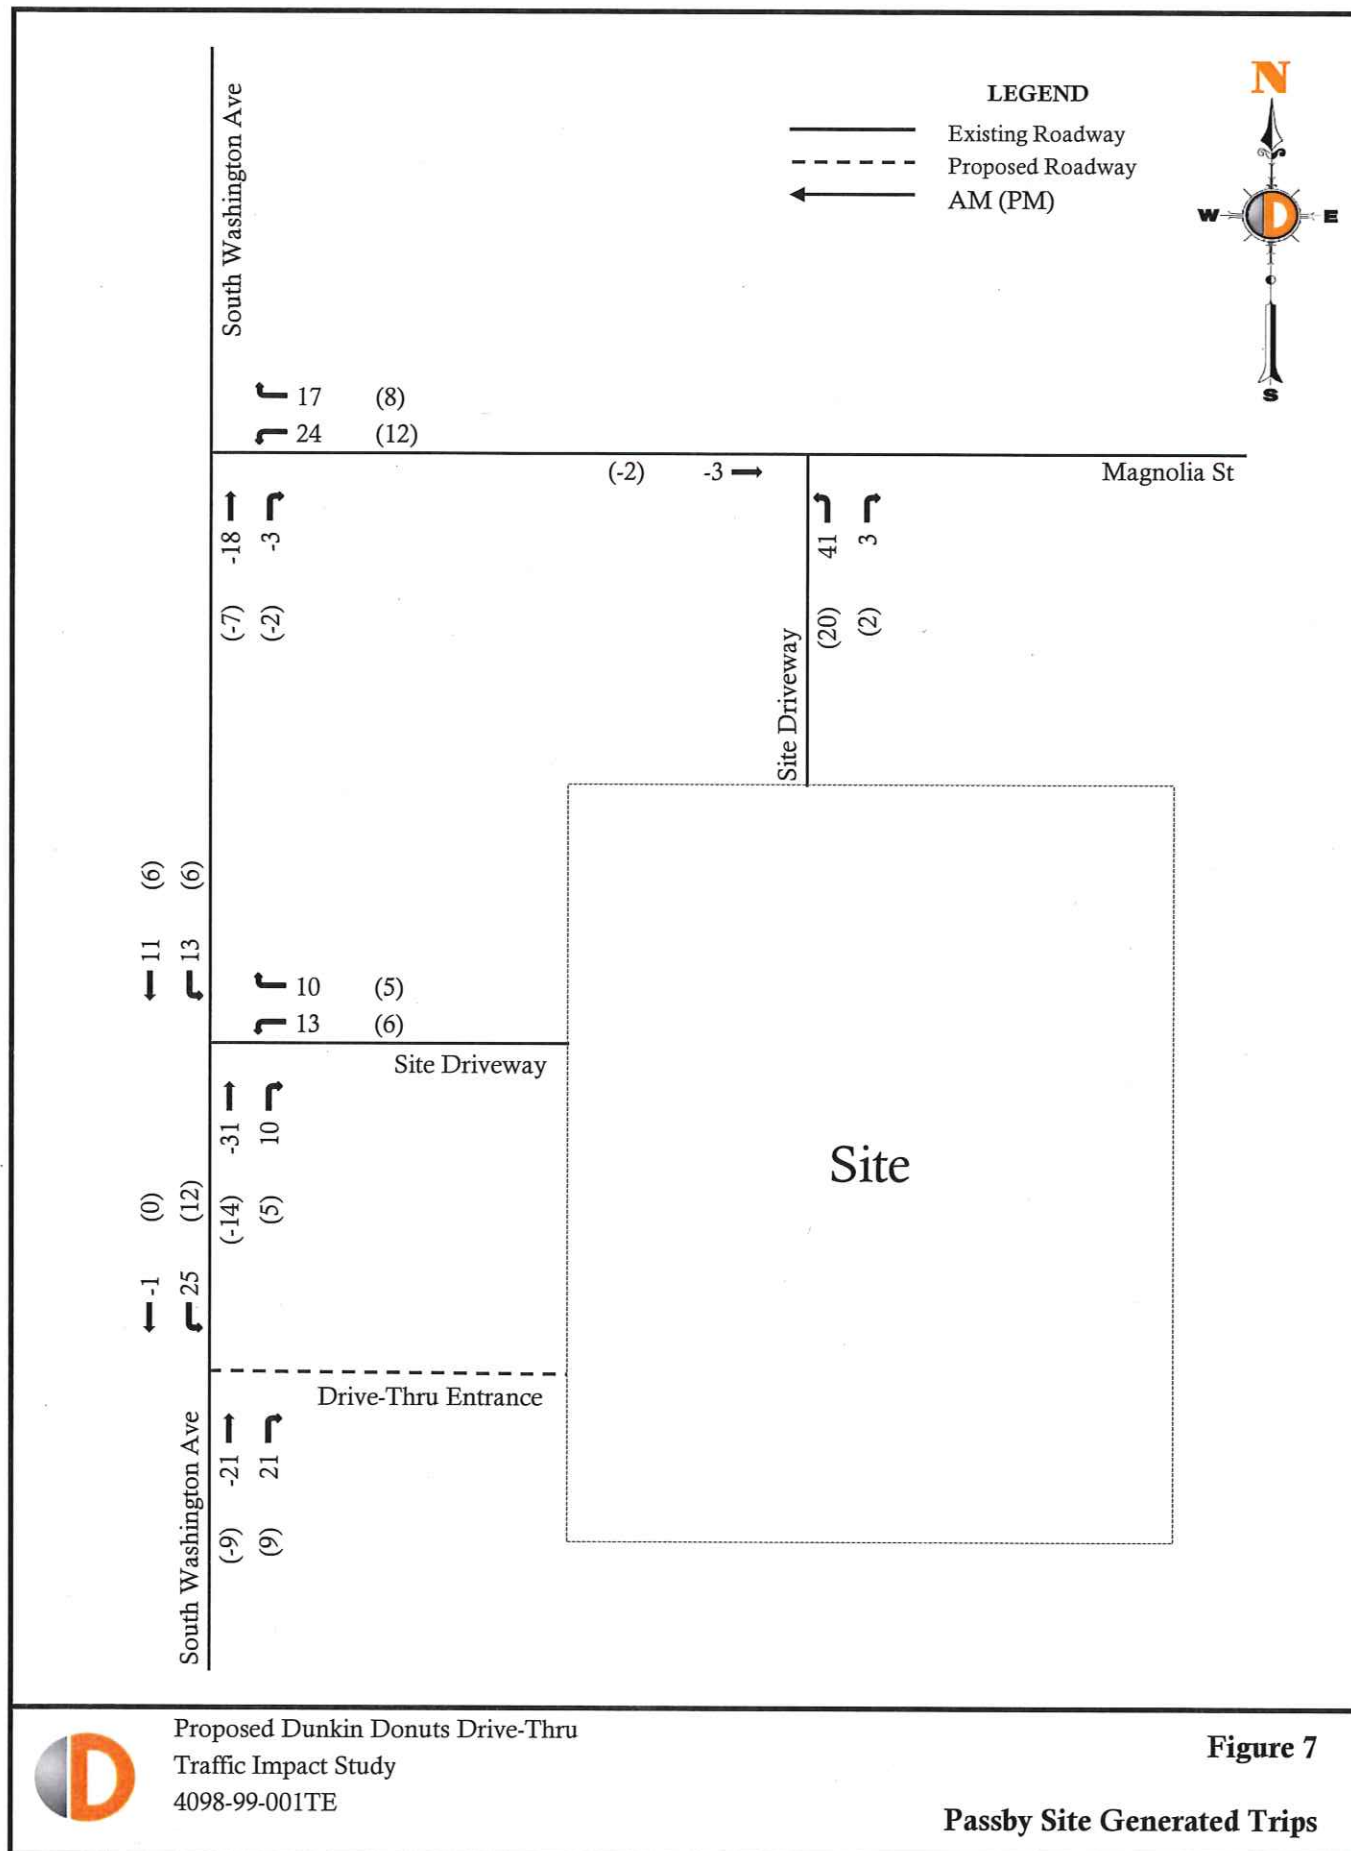 N
LEGEND
Existing Roadway
Proposed Roadway
AM (PM)
W
D
E
S
South Washington Ave
17 (8)
24 (12)
(-2) -3
Magnolia St
-18 (-7)
-3 (-2)
41 (20)
3 (2)
Site Driveway
11 (6)
13 (6)
10 (5)
13 (6)
Site Driveway
-31 (-14)
10 (5)
Site
-1 (0)
25 (12)
Drive-Thru Entrance
South Washington Ave
-21 (-9)
21 (9)
D
Proposed Dunkin Donuts Drive-Thru
Traffic Impact Study
4098-99-001TE
Figure 7
Passby Site Generated Trips